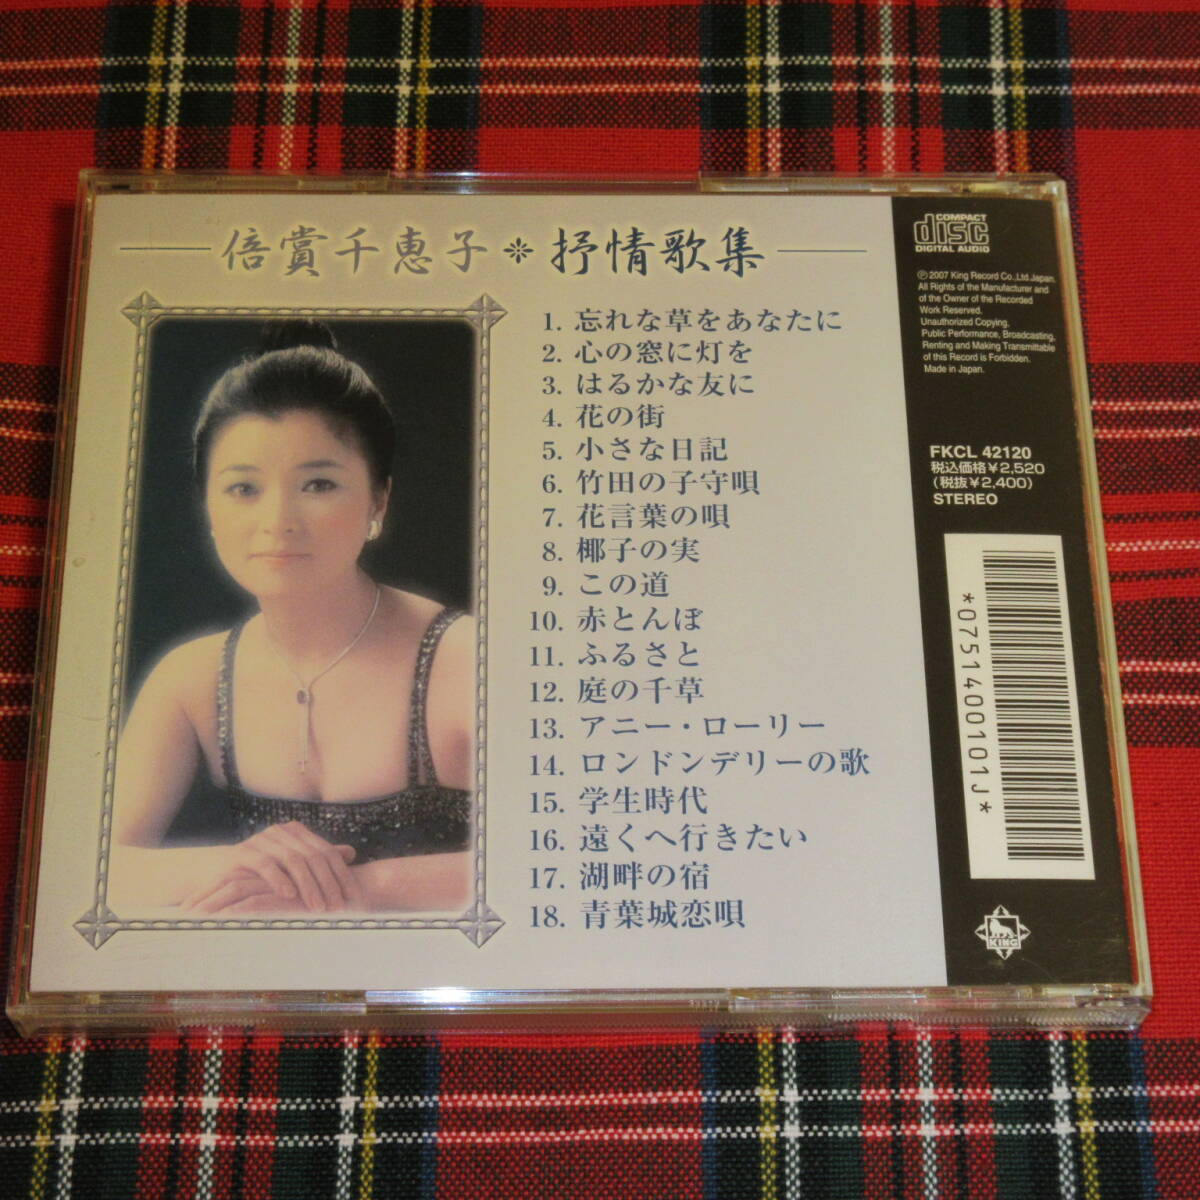 倍賞千恵子❊抒情歌集
1. 忘れな草をあなたに
2. 心の窓に灯を
3. はるかな友に
4. 花の街
5. 小さな日記
6. 竹田の子守唄
7. 花言葉の唄
8. 椰子の実
9. この道
10. 赤とんぼ
11. ふるさと
12. 庭の千草
13. アニー・ローリー
14. ロンドンデリーの歌
15. 学生時代
16. 遠くへ行きたい
17. 湖畔の宿
18. 青葉城恋唄
COMPACT
disc
DIGITAL AUDIO
Ⓟ2007 King Record Co.,Ltd.Japan.
All Rights of the Manufacturer and
of the Owner of the Recorded
Work Reserved.
Unauthorized Copying,
Public Performance, Broadcasting,
Renting and Making Transmittable
of this Record is Forbidden.
Made in Japan.
FKCL 42120
税込価格¥2,520
(税抜¥2,400)
STEREO
*0751400101J*
KING